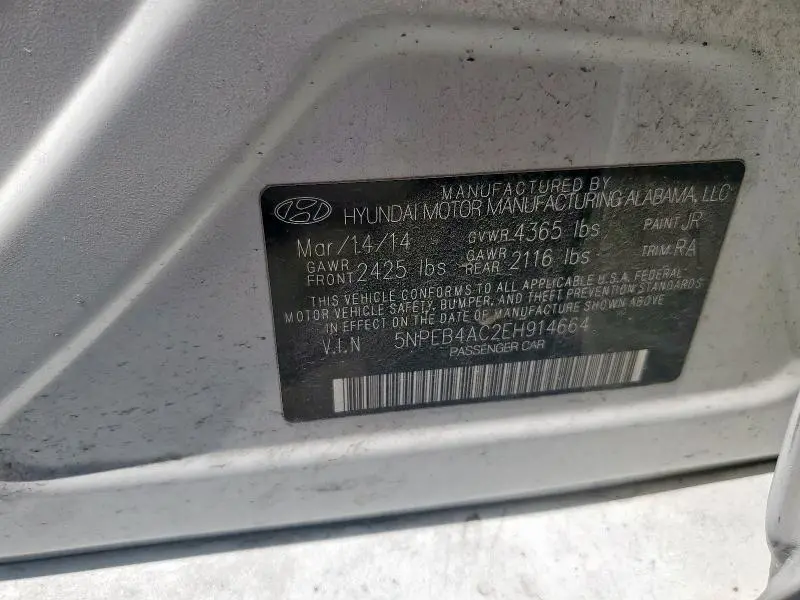 MANUFACTURED BY
HYUNDAI MOTOR MANUFACTURING ALABAMA, LLC
Mar/14/14 GVWR 4365 lbs PAINT JR
GAWR FRONT 2425 lbs GAWR REAR 2116 lbs TRIM RA
THIS VEHICLE CONFORMS TO ALL APPLICABLE U.S.A. FEDERAL
MOTOR VEHICLE SAFETY, BUMPER, AND THEFT PREVENTION STANDARDS
IN EFFECT ON THE DATE OF MANUFACTURE SHOWN ABOVE
V.I.N 5NPEB4AC2EH914664
PASSENGER CAR